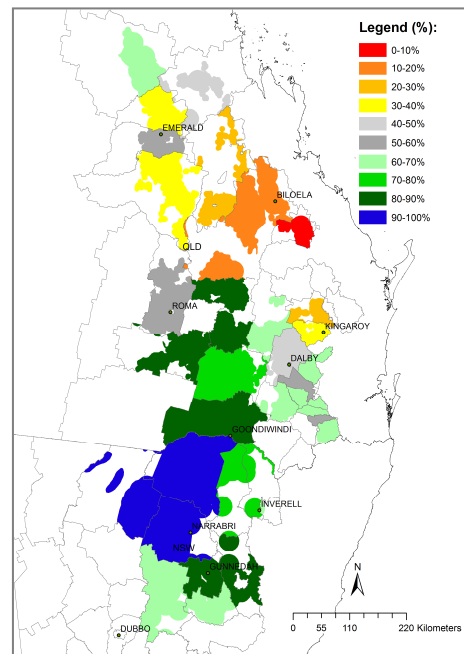 Legend (%):
0-10%
10-20%
20-30%
30-40%
40-50%
50-60%
60-70%
70-80%
80-90%
90-100%
EMERALD
BILOELA
QLD
ROMA
KINGAROY
DALBY
GOONDIWINDI
INVERELL
NARRABRI
NSW
GUNNEDAH
N
DUBBO
0 55 110 220 Kilometers